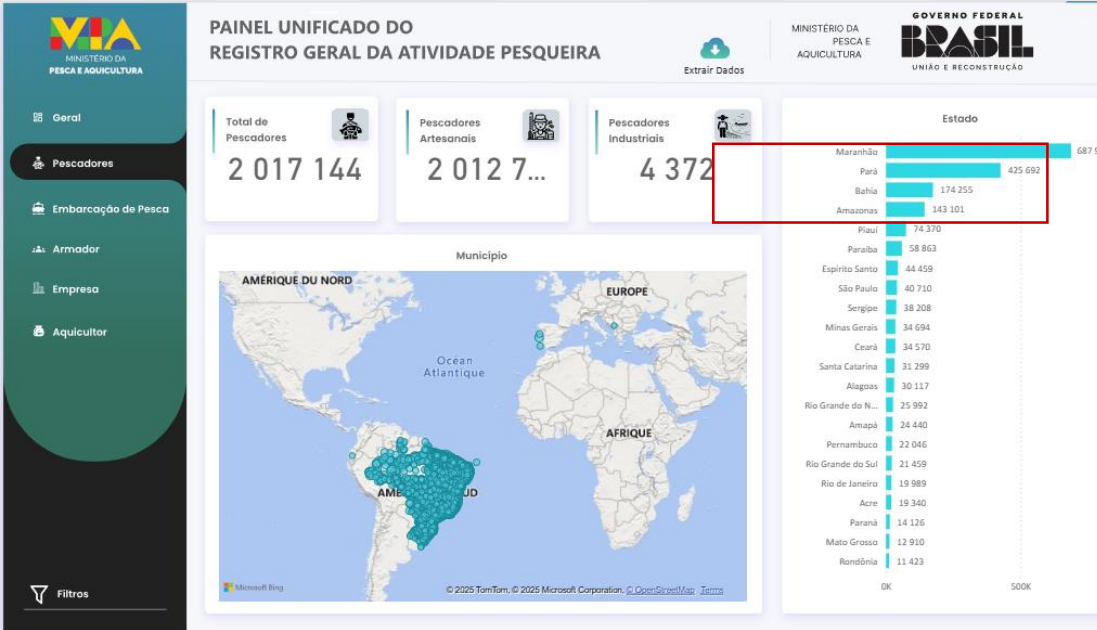 MPA
MINISTÉRIO DA
PESCA E AQUICULTURA
Geral
Pescadores
Embarcação de Pesca
Armador
Empresa
Aquicultor
Filtros
PAINEL UNIFICADO DO
REGISTRO GERAL DA ATIVIDADE PESQUEIRA
Extrair Dados
MINISTÉRIO DA
PESCA E
AQUICULTURA
GOVERNO FEDERAL
BRASIL
UNIÃO E RECONSTRUÇÃO
Total de
Pescadores
2 017 144
Pescadores
Artesanais
2 012 7...
Pescadores
Industriais
4 372
Município
AMÉRIQUE DU NORD
EUROPE
Océan
Atlantique
AFRIQUE
AMÉ UD
Microsoft Bing
© 2025 TomTom, © 2025 Microsoft Corporation, © OpenStreetMap Terms
Estado
Maranhão 687 9
Pará 425 692
Bahia 174 255
Amazonas 143 101
Piauí 74 370
Paraíba 58 863
Espírito Santo 44 459
São Paulo 40 710
Sergipe 38 208
Minas Gerais 34 694
Ceará 34 570
Santa Catarina 31 299
Alagoas 30 117
Rio Grande do N... 25 992
Amapá 24 440
Pernambuco 22 046
Rio Grande do Sul 21 459
Rio de Janeiro 19 989
Acre 19 340
Paraná 14 126
Mato Grosso 12 910
Rondônia 11 423
0K 500K